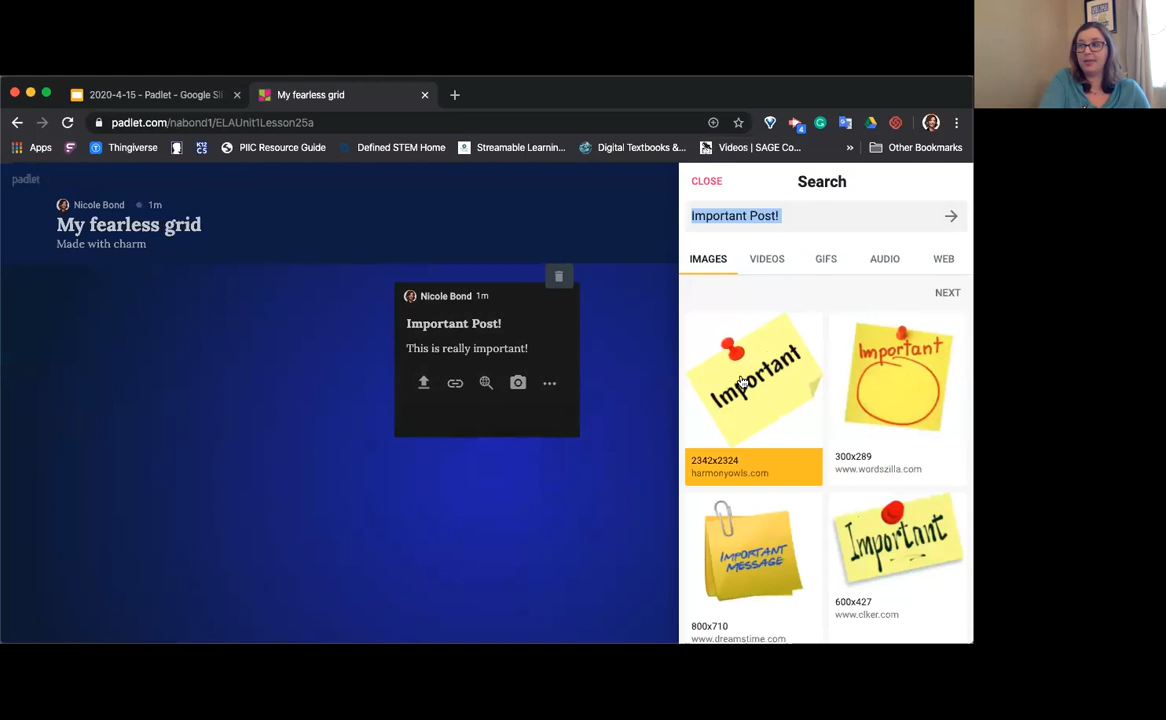 2020-4-15 - Padlet - Google Sli
My fearless grid
padlet.com/nabond1/ELAUnit1Lesson25a
4
Apps
Thingiverse
PIIC Resource Guide
Defined STEM Home
Streamable Learnin...
Digital Textbooks &...
Videos | SAGE Co...
»
Other Bookmarks
padlet
Nicole Bond 1m
My fearless grid
Made with charm
Nicole Bond 1m
Important Post!
This is really important!
CLOSE
Search
Important Post!
IMAGES VIDEOS GIFS AUDIO WEB
NEXT
Important
2342x2324
harmonyowls.com
Important
300x289
www.wordszilla.com
IMPORTANT
MESSAGE
800x710
www.dreamstime.com
Important
600x427
www.clker.com